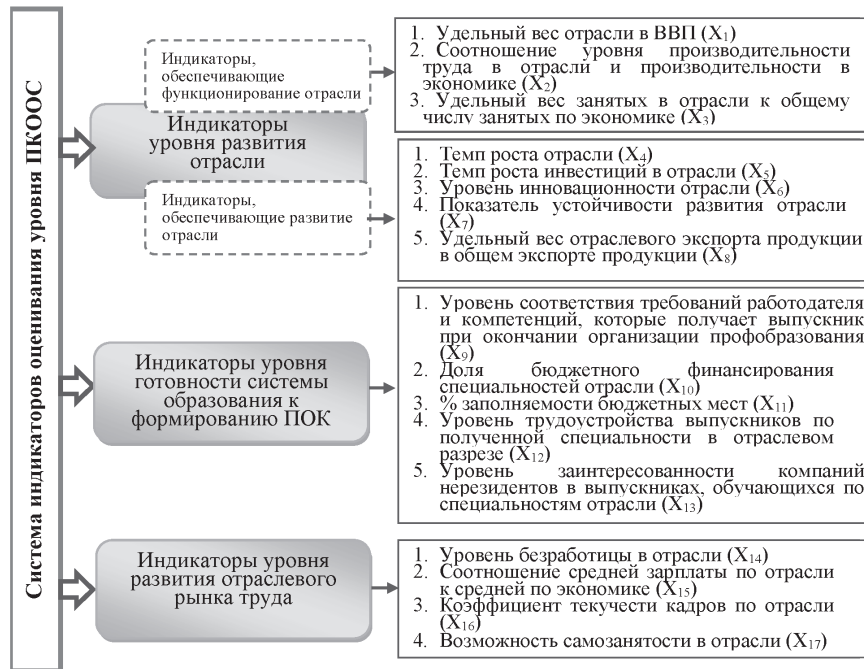 Система индикаторов оценивания уровня ПКООС
Индикаторы,
обеспечивающие
функционирование отрасли
Индикаторы
уровня развития
отрасли
Индикаторы,
обеспечивающие развитие
отрасли
1. Удельный вес отрасли в ВВП (X₁)
2. Соотношение уровня производительности
труда в отрасли и производительности в
экономике (X₂)
3. Удельный вес занятых в отрасли к общему
числу занятых по экономике (X₃)
1. Темп роста отрасли (X₄)
2. Темп роста инвестиций в отрасли (X₅)
3. Уровень инновационности отрасли (X₆)
4. Показатель устойчивости развития отрасли
(X₇)
5. Удельный вес отраслевого экспорта продукции
в общем экспорте продукции (X₈)
Индикаторы уровня
готовности системы
образования к
формированию ПОК
1. Уровень соответствия требований работодателя
и компетенций, которые получает выпускник
при окончании организации профобразования
(X₉)
2. Доля бюджетного финансирования
специальностей отрасли (X₁₀)
3. % заполняемости бюджетных мест (X₁₁)
4. Уровень трудоустройства выпускников по
полученной специальности в отраслевом
разрезе (X₁₂)
5. Уровень заинтересованности компаний
нерезидентов в выпускниках, обучающихся по
специальностям отрасли (X₁₃)
Индикаторы уровня
развития отраслевого
рынка труда
1. Уровень безработицы в отрасли (X₁₄)
2. Соотношение средней зарплаты по отрасли
к средней по экономике (X₁₅)
3. Коэффициент текучести кадров по отрасли
(X₁₆)
4. Возможность самозанятости в отрасли (X₁₇)